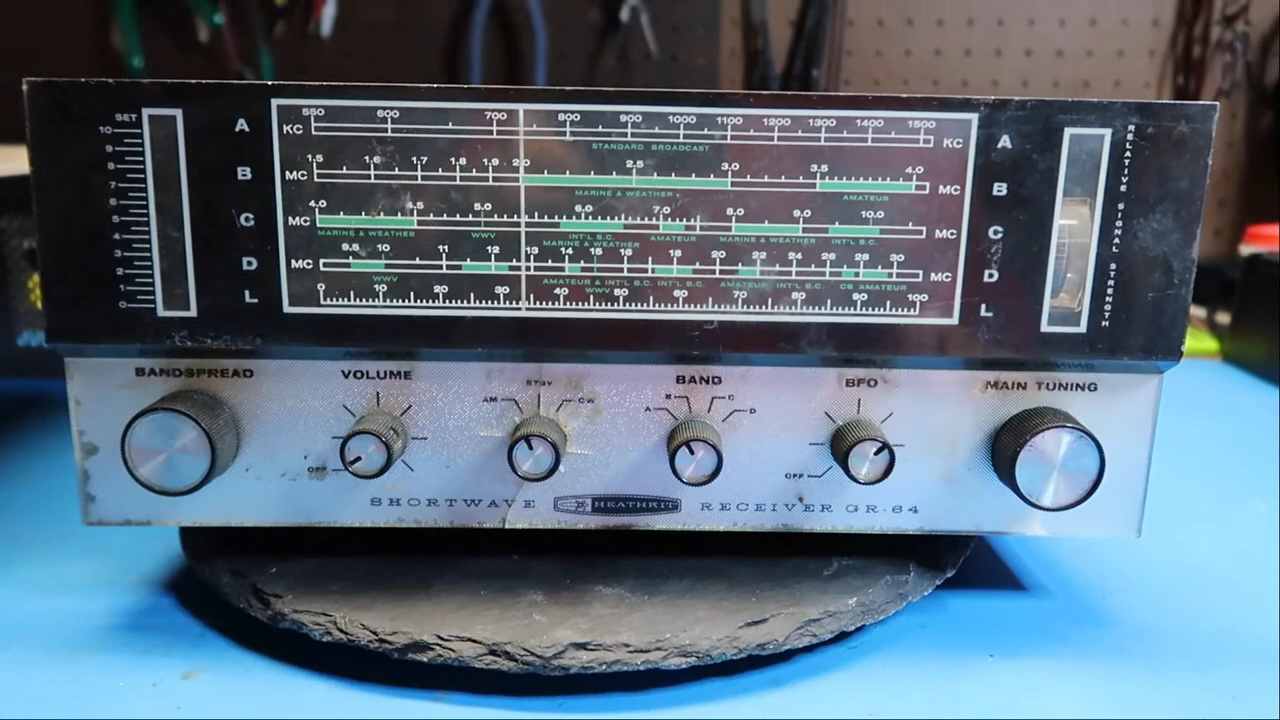 SET
10
9
8
7
6
5
4
3
2
1
0
A
B
C
D
L
550 600 700 800 900 1000 1100 1200 1300 1400 1500
KC KC
STANDARD BROADCAST
1.5 1.6 1.7 1.8 1.9 2.0 2.5 3.0 3.5 4.0
MC MC
MARINE & WEATHER AMATEUR
4.0 4.5 5.0 6.0 7.0 8.0 9.0 10.0
MC MC
MARINE & WEATHER WWV INT'L B.C. AMATEUR MARINE & WEATHER INT'L B.C.
MARINE & WEATHER
9.5 10 11 12 13 14 15 16 18 20 22 24 26 28 30
MC MC
WWV AMATEUR & INT'L B.C. INT'L B.C. AMATEUR INT'L B.C. CB AMATEUR
WWV
0 10 20 30 40 50 60 70 80 90 100
A
B
C
D
L
RELATIVE SIGNAL STRENGTH
BANDSPREAD
VOLUME
OFF
AM STBY CW
BAND
A B C D
BFO
OFF
MAIN TUNING
SHORTWAVE HEATHKIT RECEIVER GR-64